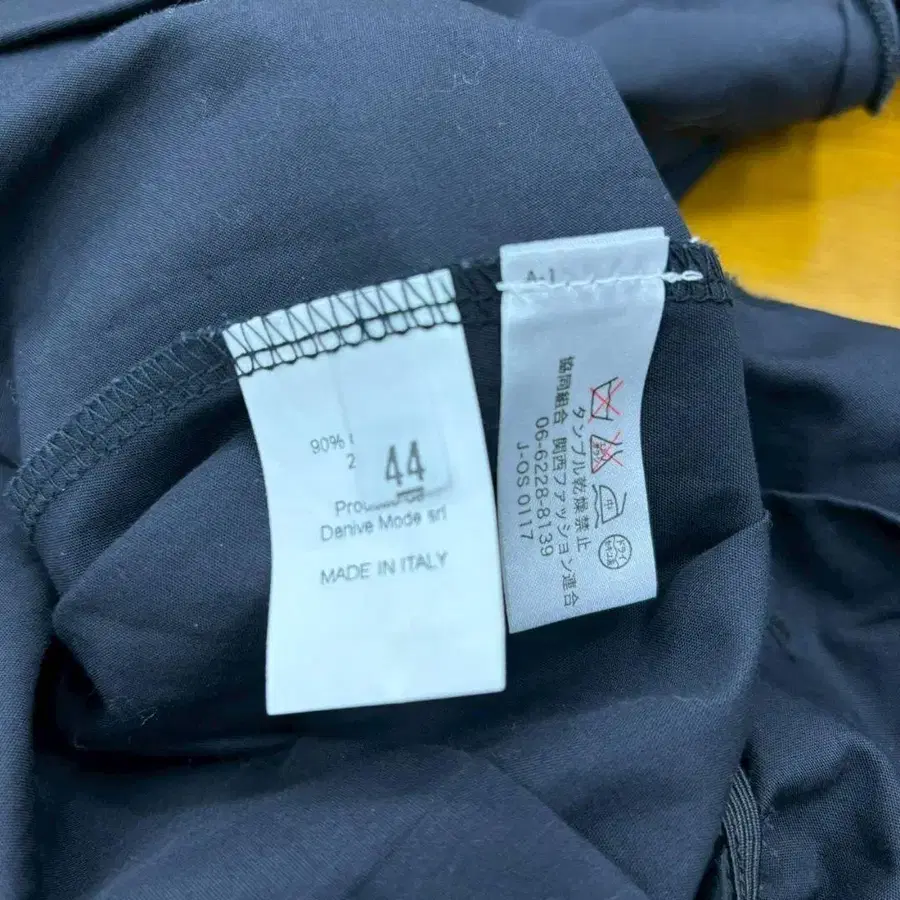 90%
2
44
Denive Mode srl
MADE IN ITALY
A-1
タンブル乾燥禁止
協同組合 関西ファッション連合
06-6228-8139
J-OS 0117